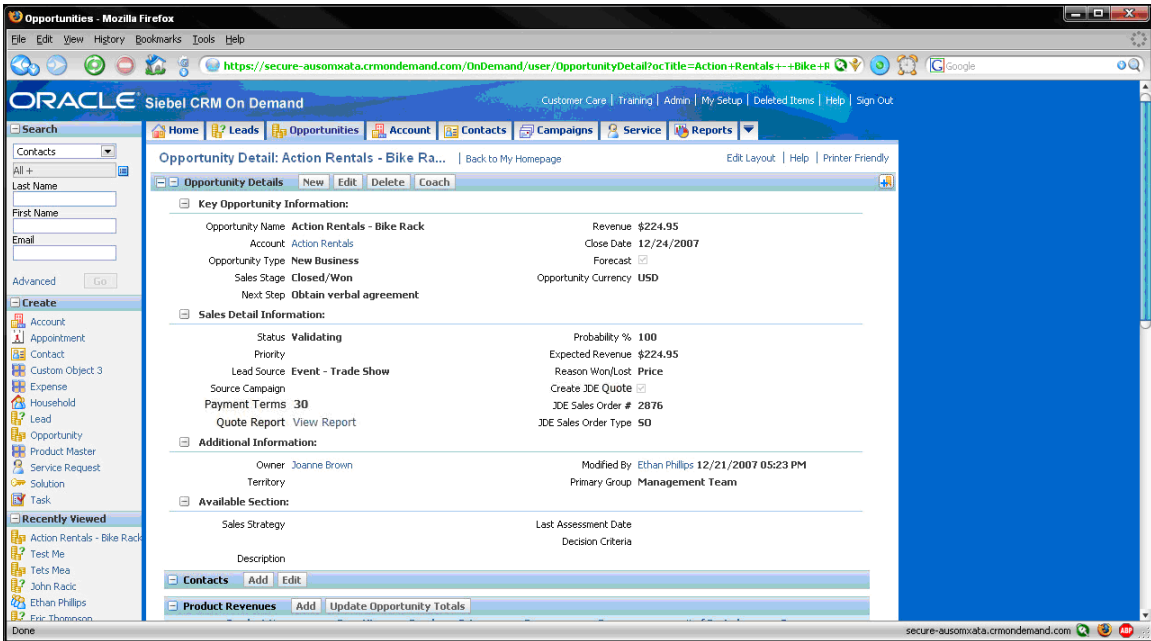 Opportunities - Mozilla Firefox
File Edit View History Bookmarks Tools Help
https://secure-ausomxata.crmondemand.com/OnDemand/user/OpportunityDetail?ocTitle=Action+Rentals+-+Bike+R
Google
ORACLE Siebel CRM On Demand
Customer Care | Training | Admin | My Setup | Deleted Items | Help | Sign Out
Home Leads Opportunities Account Contacts Campaigns Service Reports
Search
Contacts
All +
Last Name
First Name
Email
Advanced Go
Create
Account
Appointment
Contact
Custom Object 3
Expense
Household
Lead
Opportunity
Product Master
Service Request
Solution
Task
Recently Viewed
Action Rentals - Bike Rack
Test Me
Tets Mea
John Racic
Ethan Phillips
Eric Thompson
Opportunity Detail: Action Rentals - Bike Ra... | Back to My Homepage
Edit Layout | Help | Printer Friendly
Opportunity Details New Edit Delete Coach
Key Opportunity Information:
Opportunity Name Action Rentals - Bike Rack
Revenue $224.95
Account Action Rentals
Close Date 12/24/2007
Opportunity Type New Business
Forecast
Sales Stage Closed/Won
Opportunity Currency USD
Next Step Obtain verbal agreement
Sales Detail Information:
Status Validating
Probability % 100
Priority
Expected Revenue $224.95
Lead Source Event - Trade Show
Reason Won/Lost Price
Source Campaign
Create JDE Quote
Payment Terms 30
JDE Sales Order # 2876
Quote Report View Report
JDE Sales Order Type SO
Additional Information:
Owner Joanne Brown
Modified By Ethan Phillips 12/21/2007 05:23 PM
Territory
Primary Group Management Team
Available Section:
Sales Strategy
Last Assessment Date
Decision Criteria
Description
Contacts Add Edit
Product Revenues Add Update Opportunity Totals
Done
secure-ausomxata.crmondemand.com
ABP